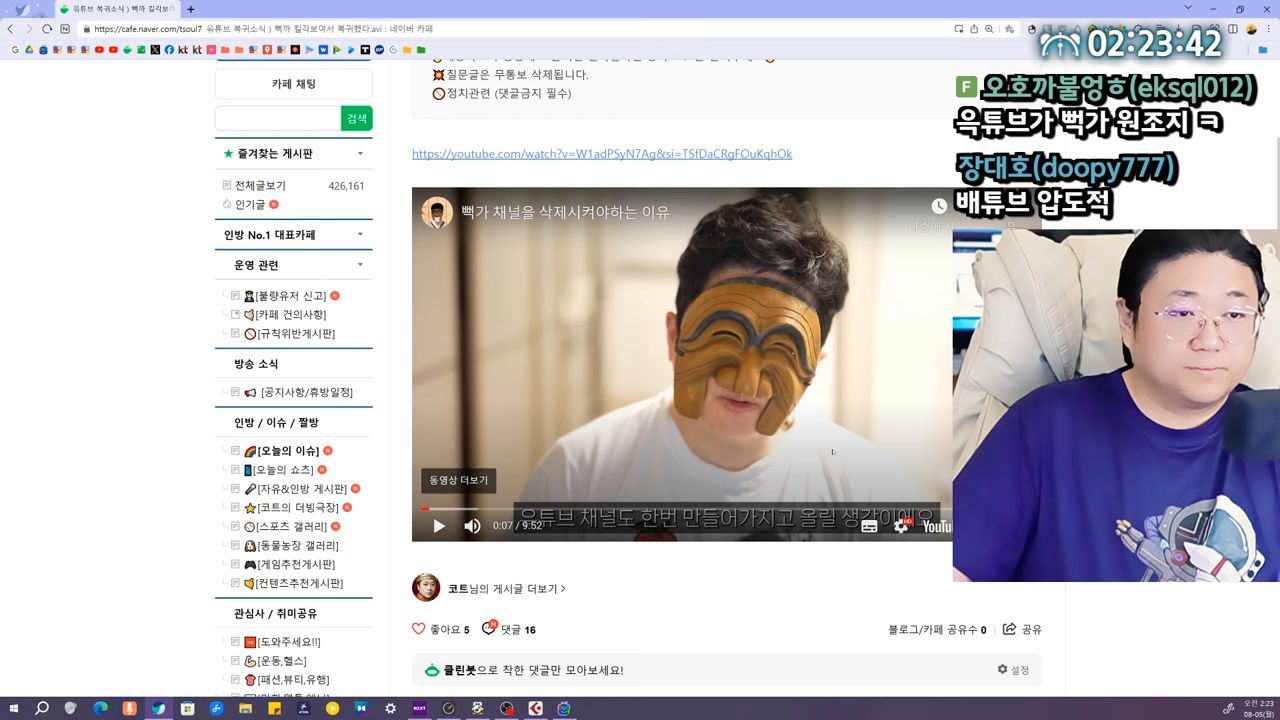 육튜브 복귀소식 ) 뻑까 킬각보이
https://cafe.naver.com/tsoul7 육튜브 복귀소식 ) 뻑까 킬각보여서 복귀했다.avi : 네이버 카페
02:23:42
카페 채팅
💥질문글은 무통보 삭제됩니다.
🚫정치관련 (댓글금지 필수)
검색
F 오호까불엉ㅎ(eksql012)
윽튜브가 뻑가 원조지 ㅋ
장대호(doopy777)
배튜브 압도적
★ 즐겨찾는 게시판
전체글보기 426,161
인기글 N
인방 No.1 대표카페
운영 관련
[불량유저 신고] N
[카페 건의사항]
[규칙위반게시판]
방송 소식
[공지사항/휴방일정]
인방 / 이슈 / 짤방
[오늘의 이슈] N
[오늘의 쇼츠] N
[자유&인방 게시판] N
[코트의 더빙극장] N
[스포츠 갤러리] N
[동물농장 갤러리]
[게임추천게시판]
[컨텐츠추천게시판]
관심사 / 취미공유
[도와주세요!!]
[운동,헬스]
[패션,뷰티,유행]
https://youtube.com/watch?v=W1adPSyN7Ag&si=TSfDaCRgFOuKqhOk
뻑가 채널을 삭제시켜야하는 이유
동영상 더보기
유튜브 채널도 한번 만들어가지고 올릴 생각이에요
0:07 / 9:52
HD
YouTu
코트님의 게시글 더보기 >
좋아요 5 댓글 16
블로그/카페 공유수 0 공유
클린봇으로 착한 댓글만 모아보세요!
설정
오전 2:23
08-05(월)